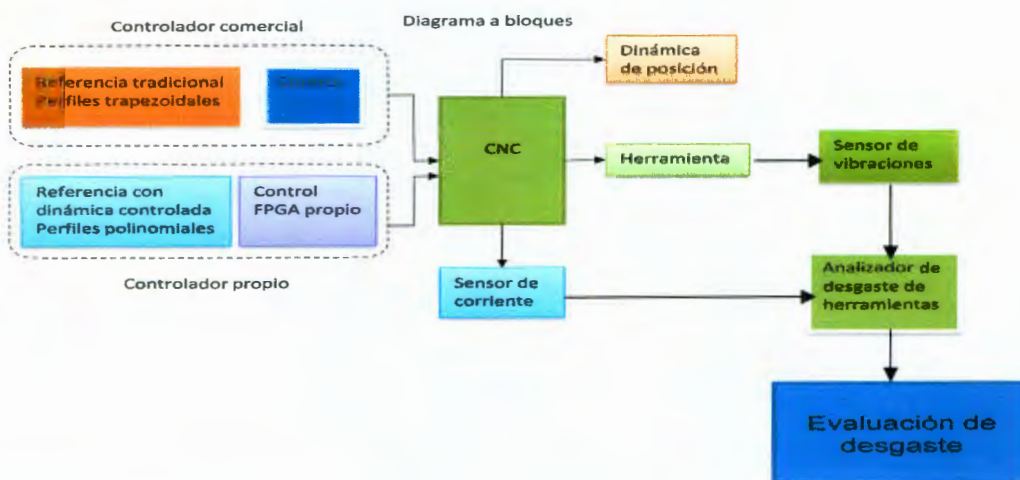 Diagrama a bloques
Controlador comercial
Referencia tradicional
Perfiles trapezoidales
Dinámica
de posición
CNC
Herramienta
Sensor de
vibraciones
Referencia con
dinámica controlada
Perfiles polinomiales
Control
FPGA propio
Controlador propio
Sensor de
corriente
Analizador de
desgaste de
herramientas
Evaluación de
desgaste